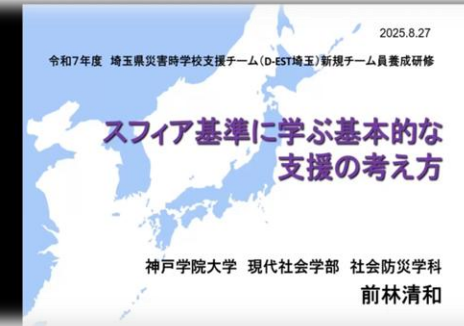 2025.8.27
令和7年度 埼玉県災害時学校支援チーム(D-EST埼玉)新規チーム員養成研修
スフィア基準に学ぶ基本的な
支援の考え方
神戸学院大学 現代社会学部 社会防災学科
前林清和